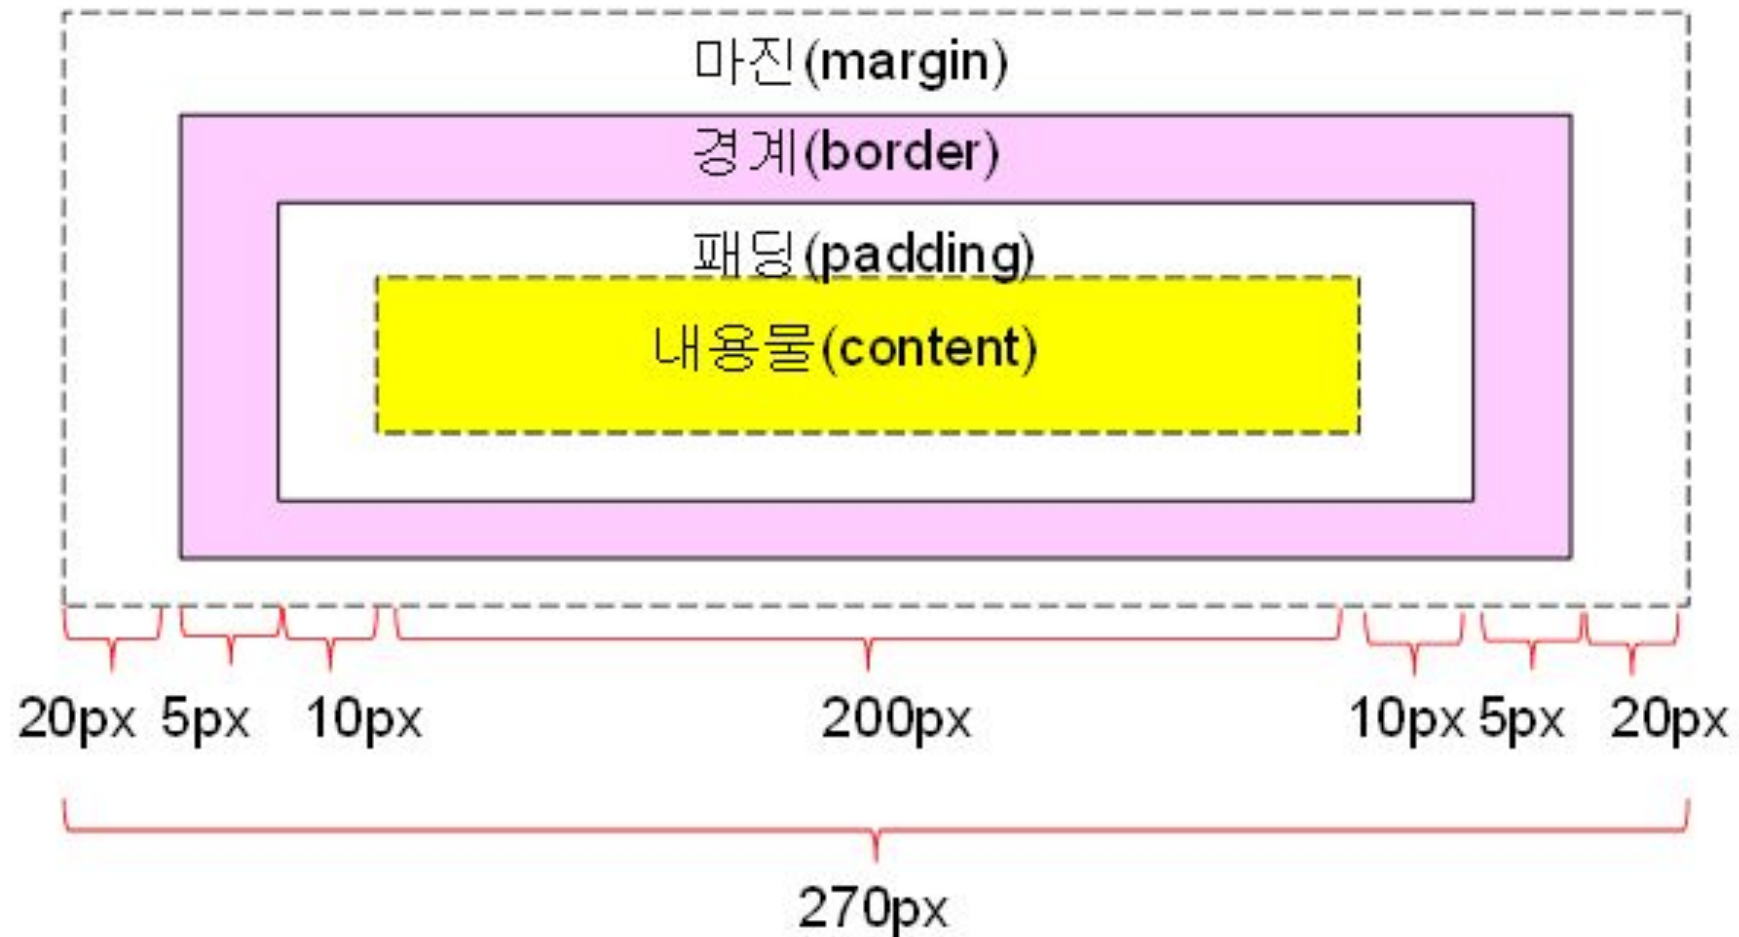 마진(margin)
경계(border)
패딩(padding)
내용물(content)
20px 5px 10px 200px 10px 5px 20px
270px